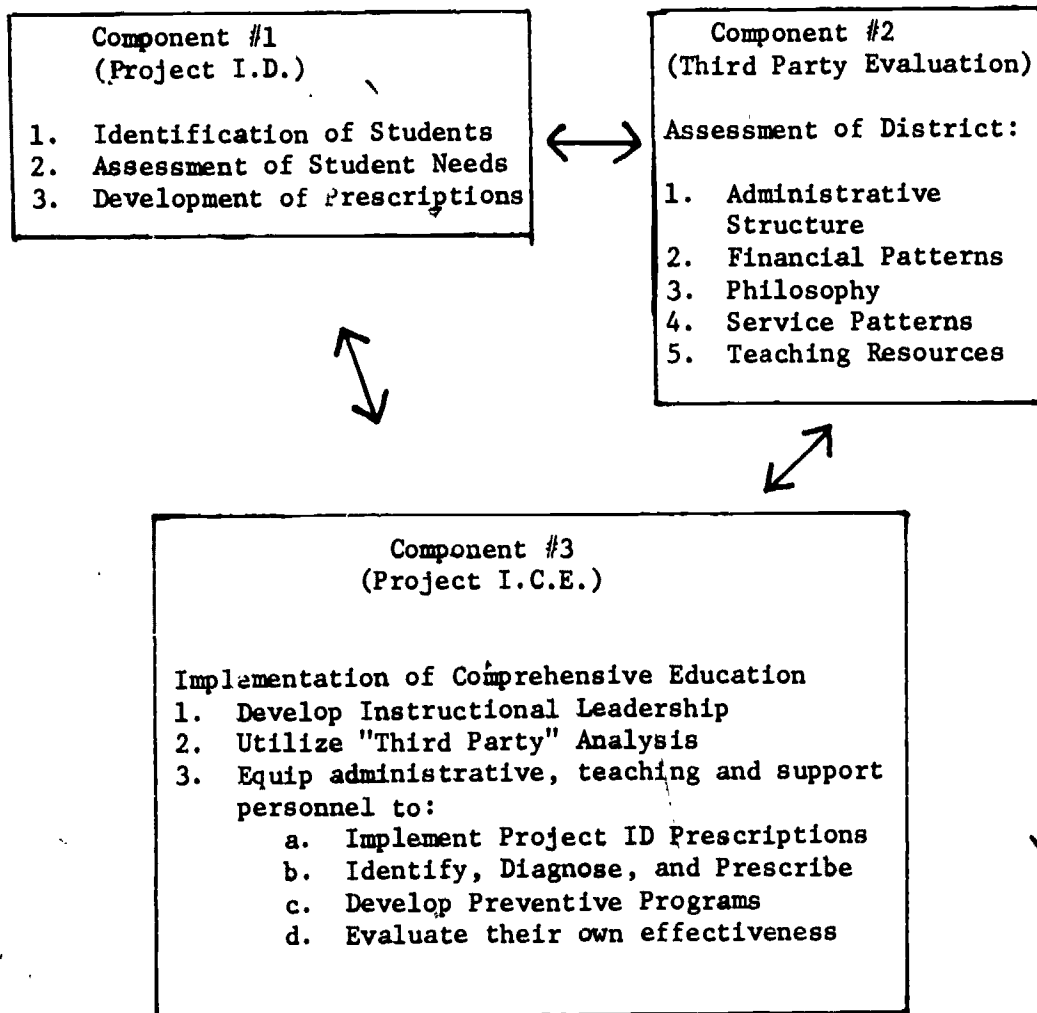 Component #1
(Project I.D.)
1. Identification of Students
2. Assessment of Student Needs
3. Development of Prescriptions
Component #2
(Third Party Evaluation)
Assessment of District:
1. Administrative
Structure
2. Financial Patterns
3. Philosophy
4. Service Patterns
5. Teaching Resources
Component #3
(Project I.C.E.)
Implementation of Comprehensive Education
1. Develop Instructional Leadership
2. Utilize "Third Party" Analysis
3. Equip administrative, teaching and support
personnel to:
a. Implement Project ID Prescriptions
b. Identify, Diagnose, and Prescribe
c. Develop Preventive Programs
d. Evaluate their own effectiveness